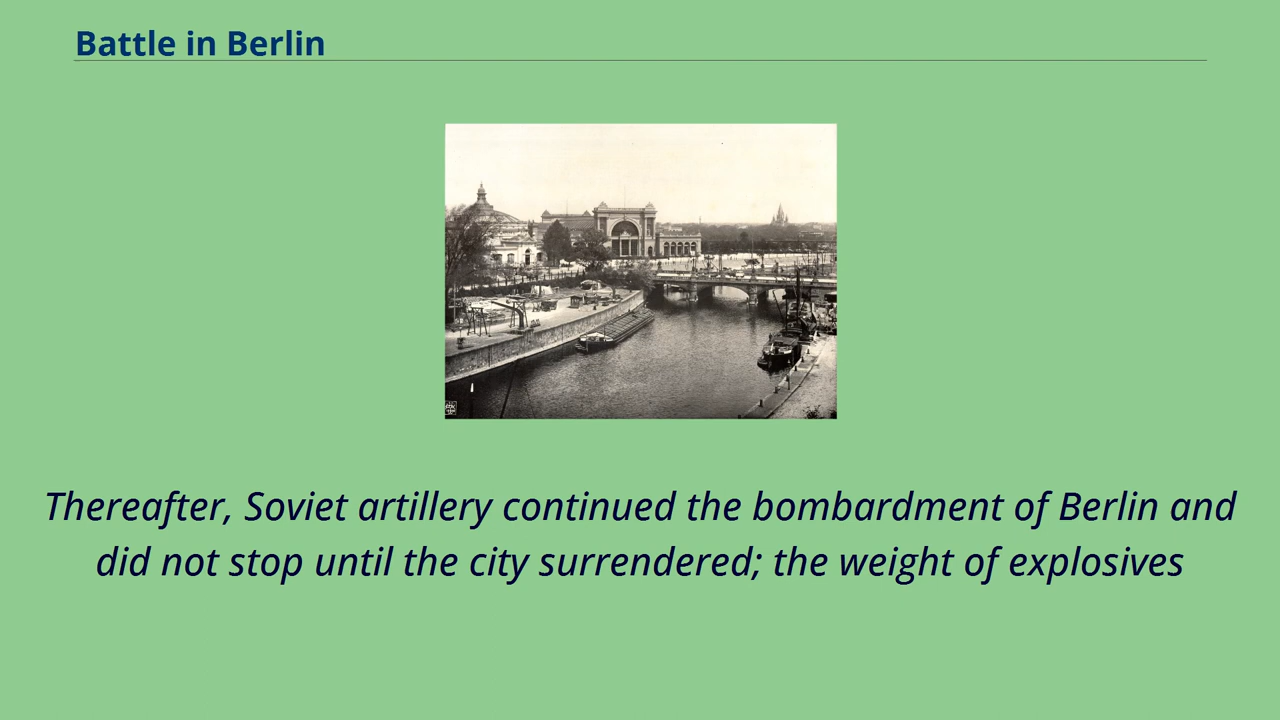 Battle in Berlin
Thereafter, Soviet artillery continued the bombardment of Berlin and
did not stop until the city surrendered; the weight of explosives